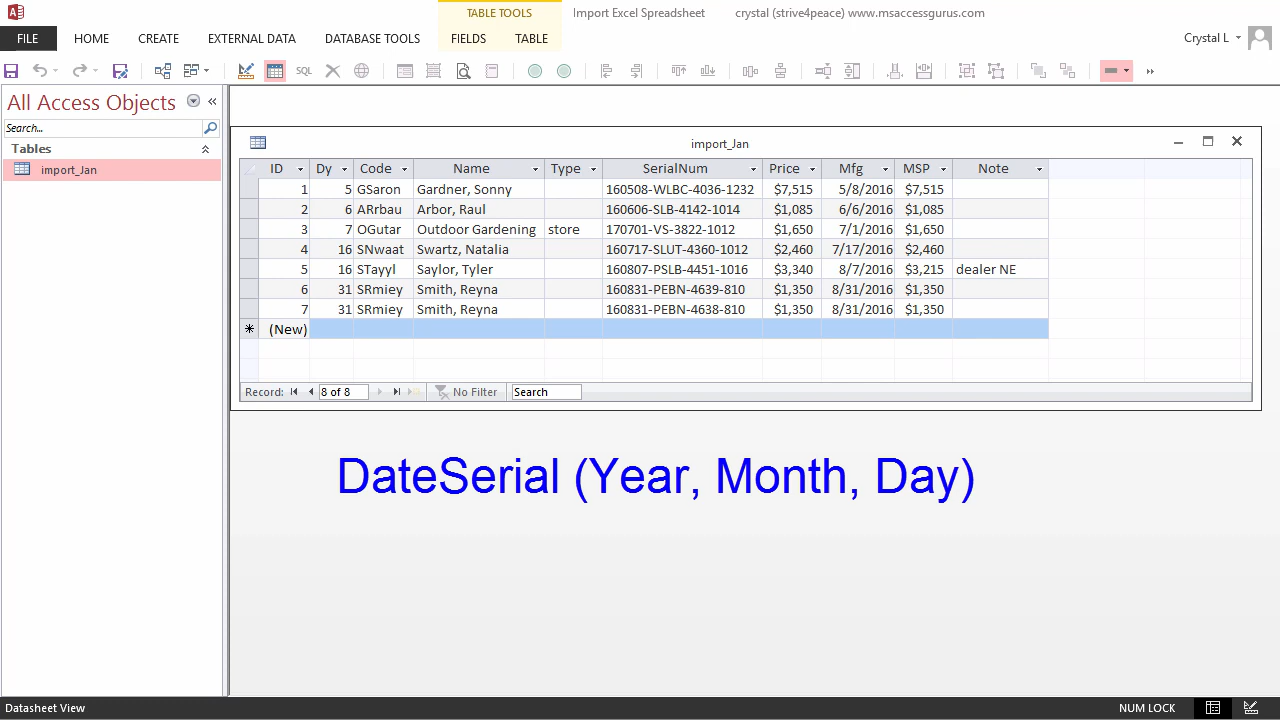 TABLE TOOLS Import Excel Spreadsheet crystal (strive4peace) www.msaccessgurus.com
FILE HOME CREATE EXTERNAL DATA DATABASE TOOLS FIELDS TABLE Crystal L
SQL
All Access Objects
Search...
Tables
import_Jan
import_Jan
ID Dy Code Name Type SerialNum Price Mfg MSP Note
1 5 GSaron Gardner, Sonny 160508-WLBC-4036-1232 $7,515 5/8/2016 $7,515
2 6 ARrbau Arbor, Raul 160606-SLB-4142-1014 $1,085 6/6/2016 $1,085
3 7 OGutar Outdoor Gardening store 170701-VS-3822-1012 $1,650 7/1/2016 $1,650
4 16 SNwaat Swartz, Natalia 160717-SLUT-4360-1012 $2,460 7/17/2016 $2,460
5 16 STayyl Saylor, Tyler 160807-PSLB-4451-1016 $3,340 8/7/2016 $3,215 dealer NE
6 31 SRmiey Smith, Reyna 160831-PEBN-4639-810 $1,350 8/31/2016 $1,350
7 31 SRmiey Smith, Reyna 160831-PEBN-4638-810 $1,350 8/31/2016 $1,350
(New)
Record: 8 of 8 No Filter Search
DateSerial (Year, Month, Day)
Datasheet View NUM LOCK